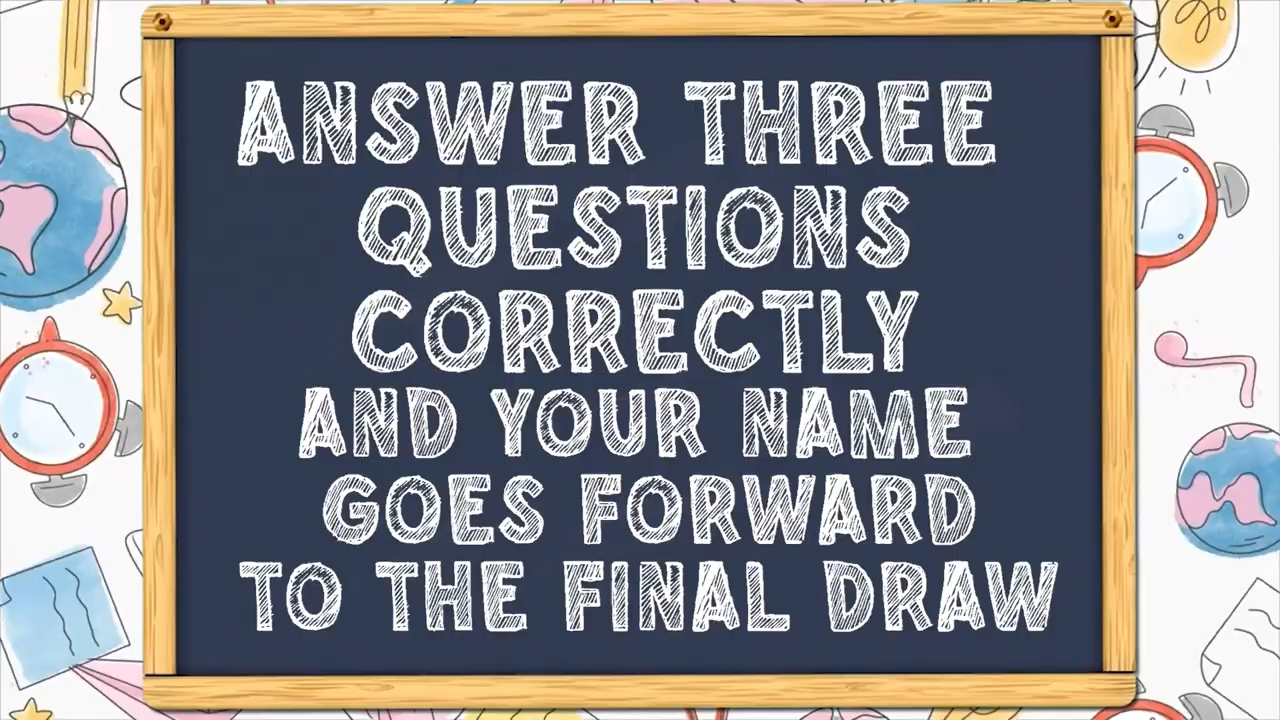 ANSWER THREE
QUESTIONS
CORRECTLY
AND YOUR NAME
GOES FORWARD
TO THE FINAL DRAW